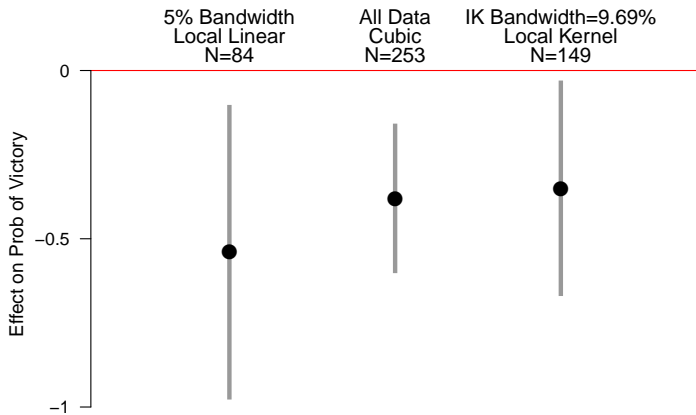 5% Bandwidth
Local Linear
N=84
All Data
Cubic
N=253
IK Bandwidth=9.69%
Local Kernel
N=149
0
−0.5
−1
Effect on Prob of Victory